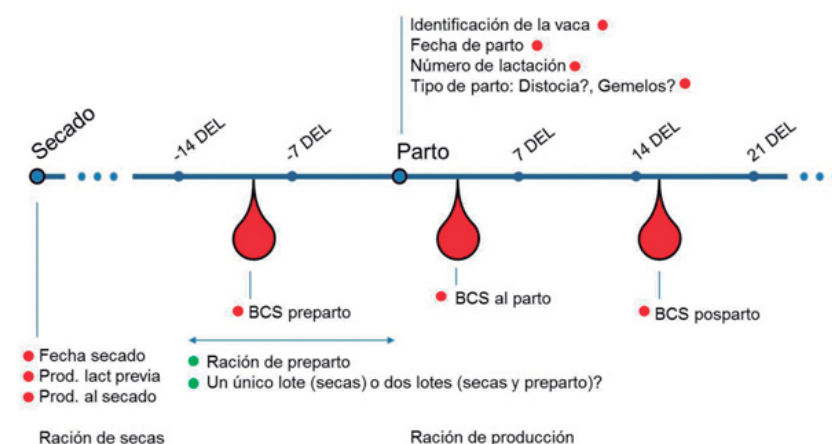 Identificación de la vaca
Fecha de parto
Número de lactación
Tipo de parto: Distocia?, Gemelos?
Secado
-14 DEL
-7 DEL
Parto
7 DEL
14 DEL
21 DEL
BCS preparto
BCS al parto
BCS posparto
Fecha secado
Prod. lact previa
Prod. al secado
Ración de preparto
Un único lote (secas) o dos lotes (secas y preparto)?
Ración de secas
Ración de producción